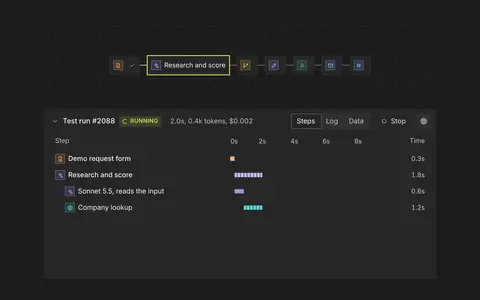 Research and score
Test run #2088 RUNNING 2.0s, 0.4k tokens, $0.002 Steps Log Data Stop
Step 0s 2s 4s 6s 8s Time
Demo request form 0.3s
Research and score 1.8s
Sonnet 5.5, reads the input 0.6s
Company lookup 1.2s